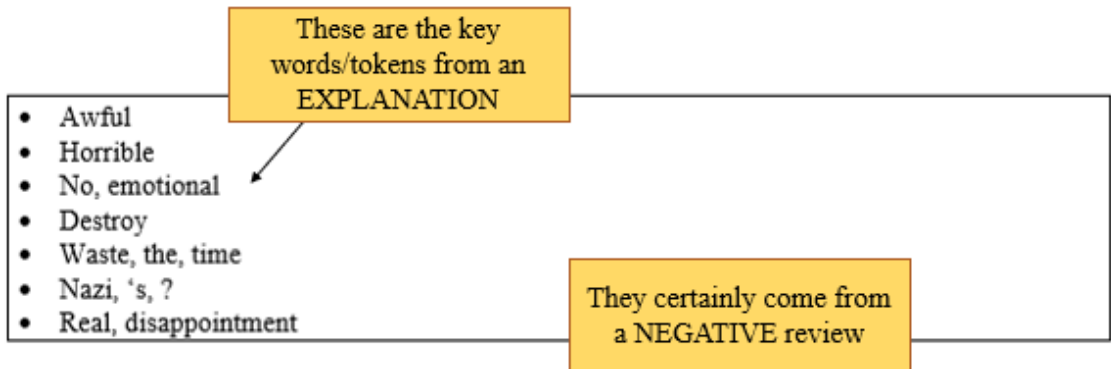 These are the key
words/tokens from an
EXPLANATION
• Awful
• Horrible
• No, emotional
• Destroy
• Waste, the, time
• Nazi, ‘s, ?
• Real, disappointment
They certainly come from
a NEGATIVE review